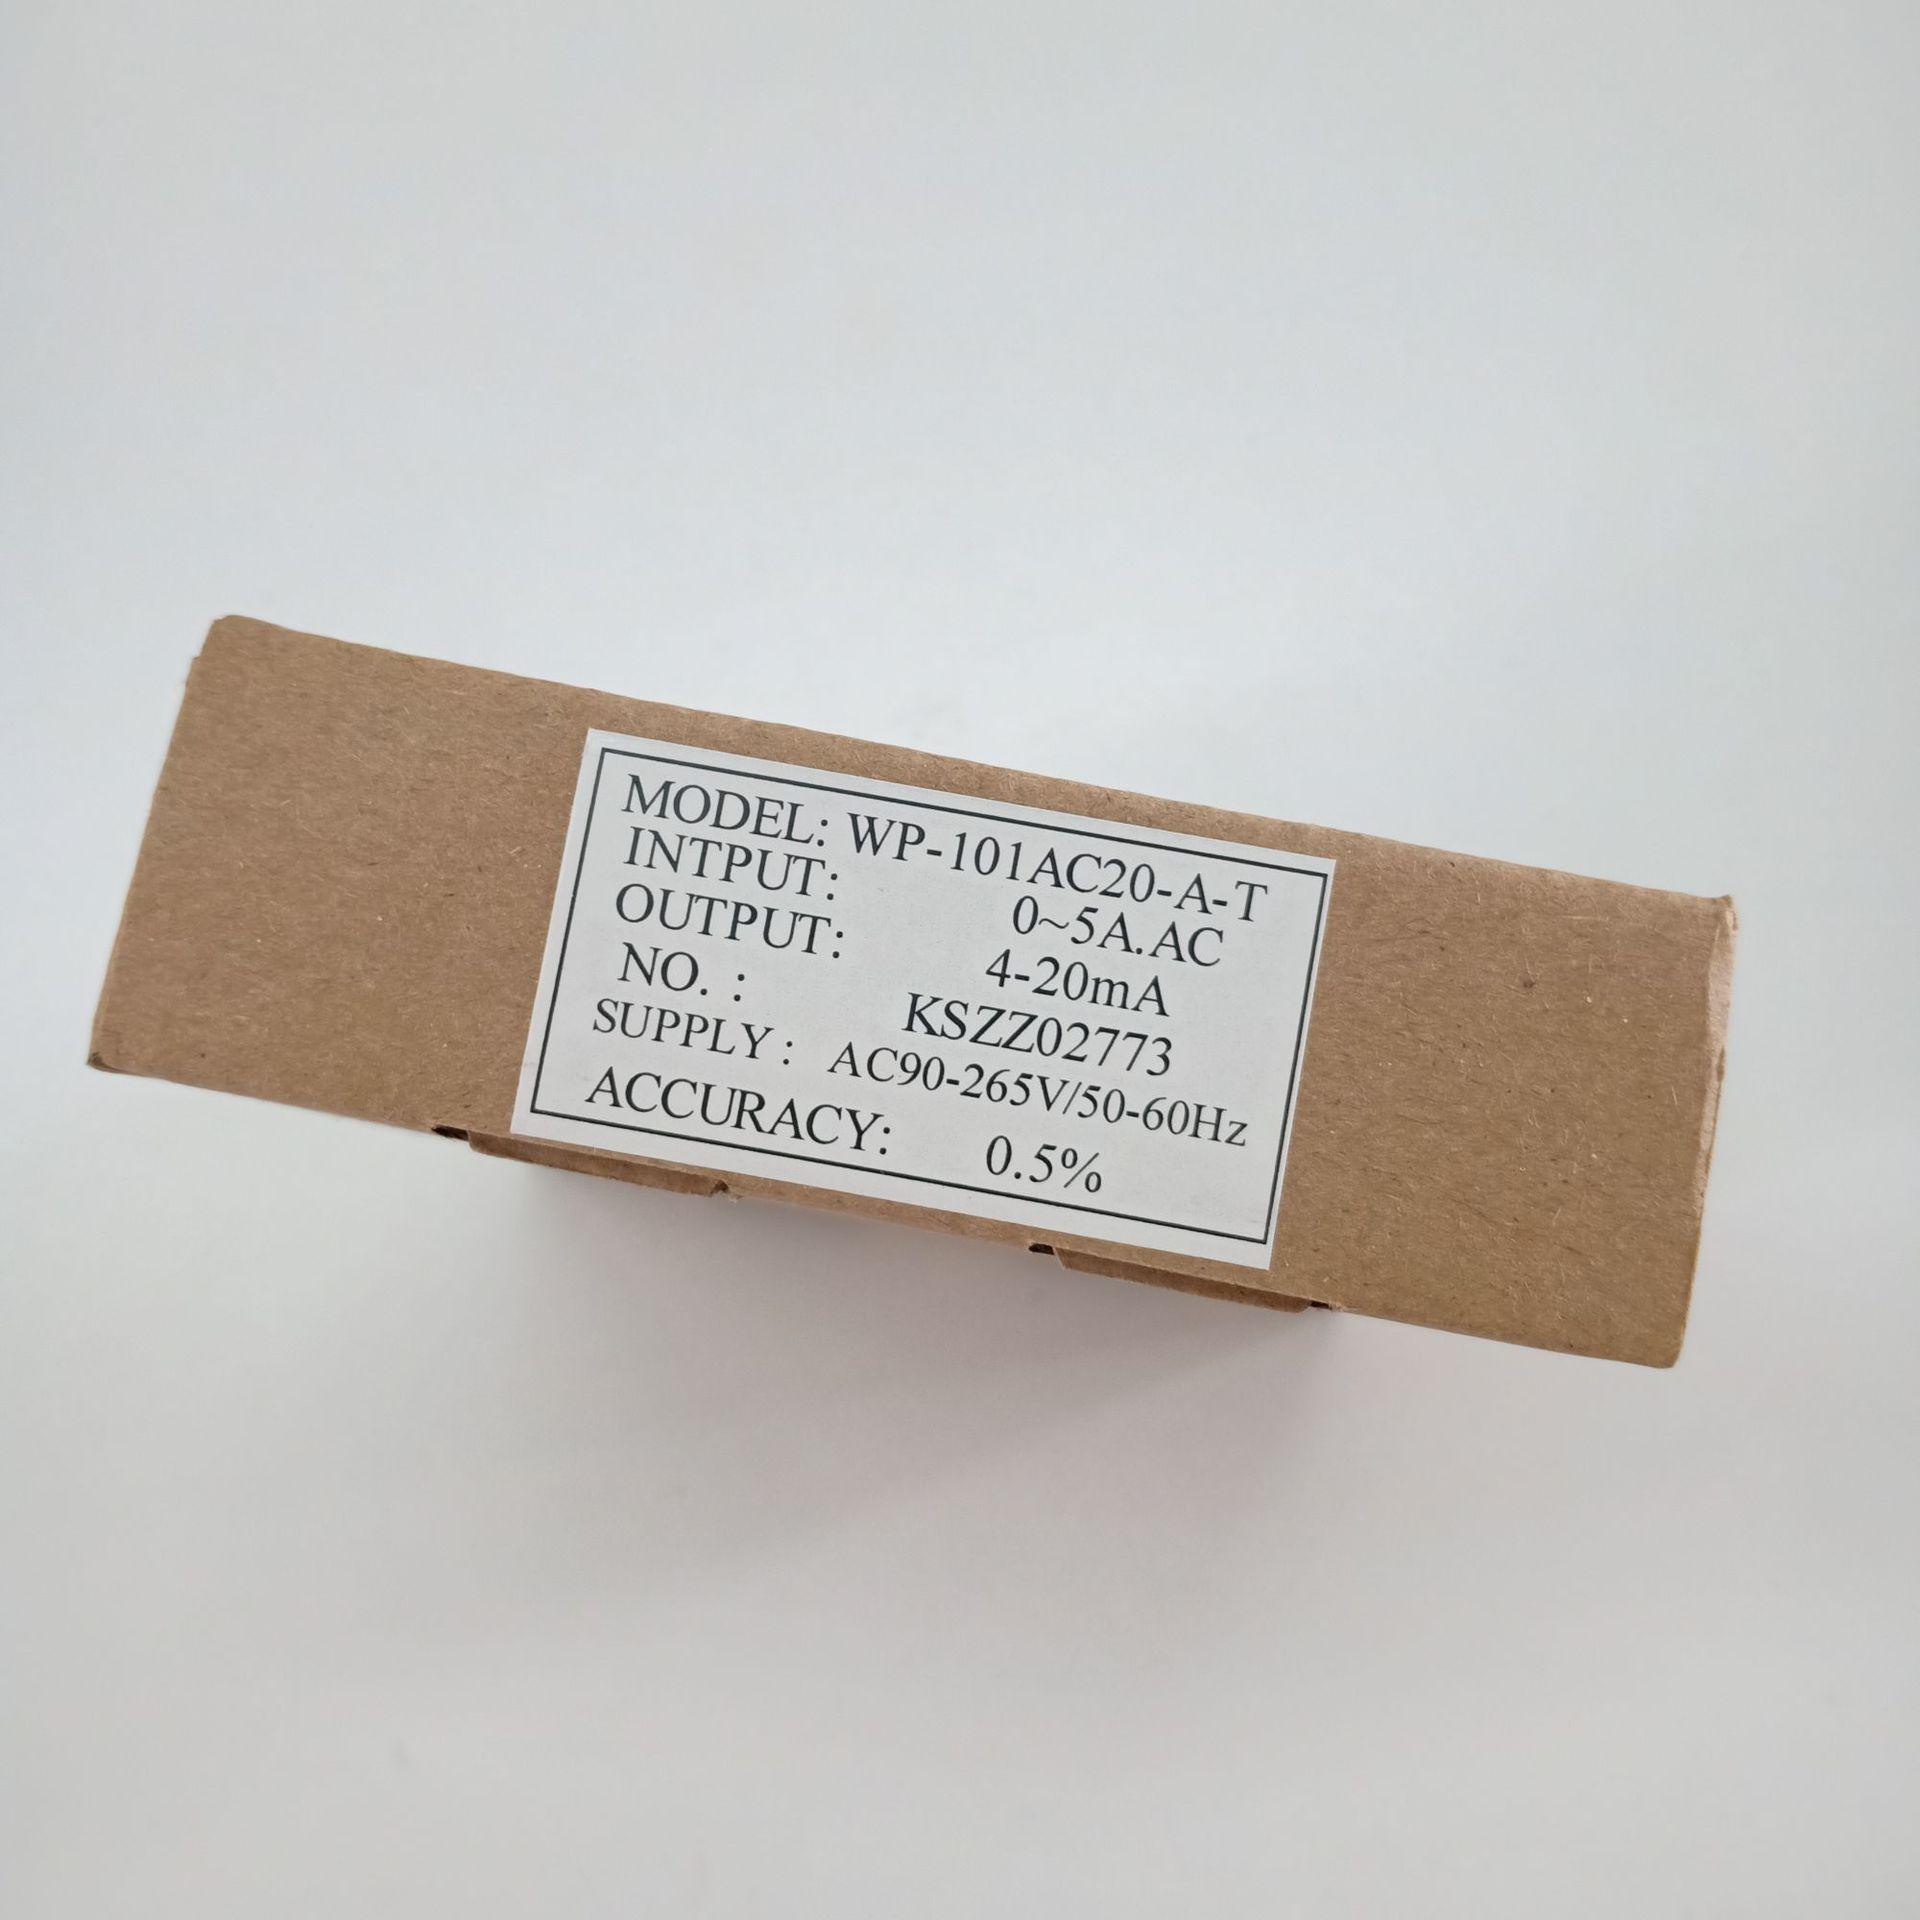 MODEL: WP-101AC20-A-T
INTPUT: 0~5A.AC
OUTPUT: 4-20mA
NO. : KSZZ02773
SUPPLY : AC90-265V/50-60Hz
ACCURACY: 0.5%